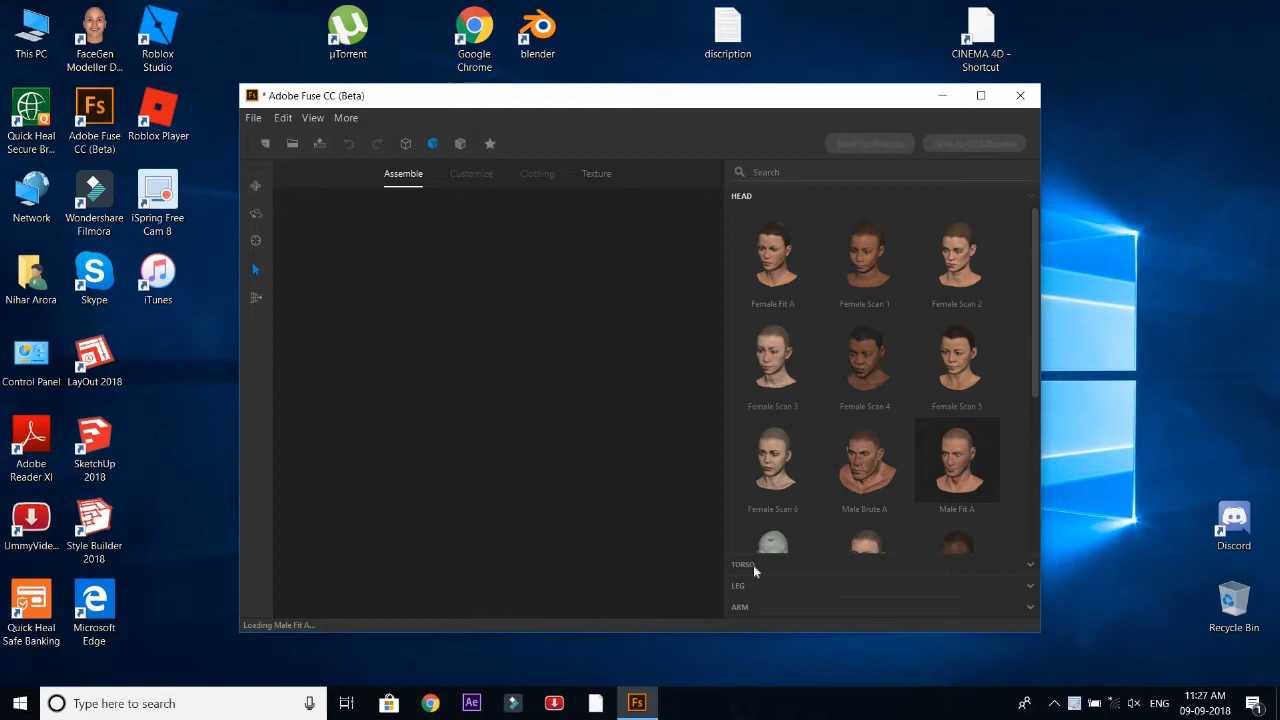 This PC
FaceGen
Modeller D...
Roblox
Studio
µTorrent
Google
Chrome
blender
discription
CINEMA 4D -
Shortcut
Quick Heal
Secure Br...
Adobe Fuse
CC (Beta)
Roblox Player
Network
Wondershare
Filmora
iSpring Free
Cam 8
Nihar Arora
Skype
iTunes
Control Panel
LayOut 2018
Adobe
Reader XI
SketchUp
2018
UmmyVide...
Style Builder
2018
Quick Heal
Safe Banking
Microsoft
Edge
Discord
Recycle Bin
Fs * Adobe Fuse CC (Beta)
File Edit View More
Assemble Customize Clothing Texture
Search
HEAD
Female Fit A Female Scan 1 Female Scan 2
Female Scan 3 Female Scan 4 Female Scan 5
Female Scan 6 Male Brute A Male Fit A
TORSO
LEG
ARM
Loading Male Fit A...
Type here to search
Ae
Fs
ENG
11:27 AM
09-09-2018
1